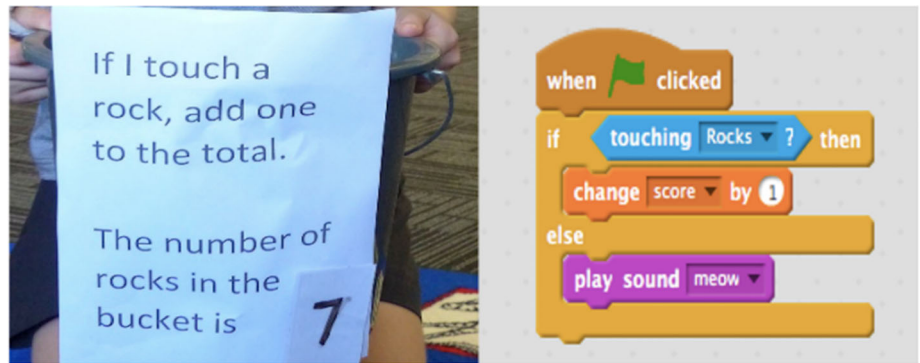 If I touch a
rock, add one
to the total.
The number of
rocks in the
bucket is 7
when clicked
if touching Rocks ? then
change score by 1
else
play sound meow